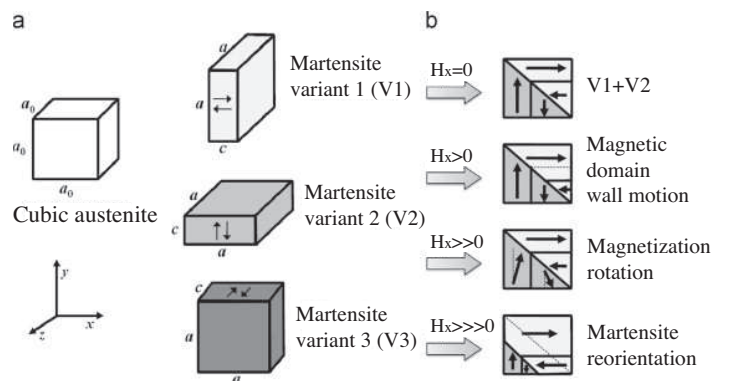 a
a₀
a₀
a₀
Cubic austenite
y
x
z
a
a
c
Martensite
variant 1 (V1)
a
c
a
Martensite
variant 2 (V2)
c
a
a
Martensite
variant 3 (V3)
b
Hx=0
V1+V2
Hx>0
Magnetic
domain
wall motion
Hx>>0
Magnetization
rotation
Hx>>>0
Martensite
reorientation